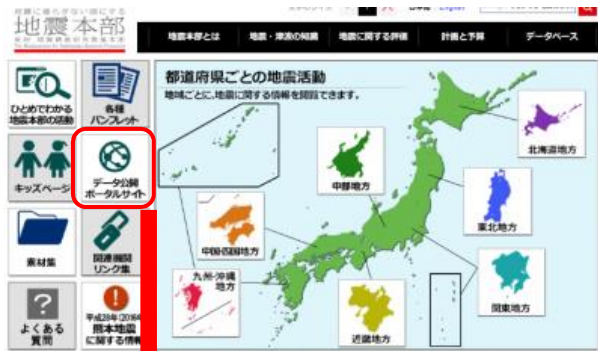 地震本部
English
地震本部とは
地震・津波の知識
地震に関する評価
計画と予算
データベース
ひとめでわかる
地震本部の活動
各種
パンフレット
キッズページ
データ公開
ポータルサイト
素材集
関連機関
リンク集
よくある
質問
平成28年(2016年)
熊本地震
に関する情報
都道府県ごとの地震活動
地域ごとに、地震に関する情報を閲覧できます。
北海道地方
中部地方
東北地方
中国・四国地方
九州・沖縄
地方
関東地方
近畿地方